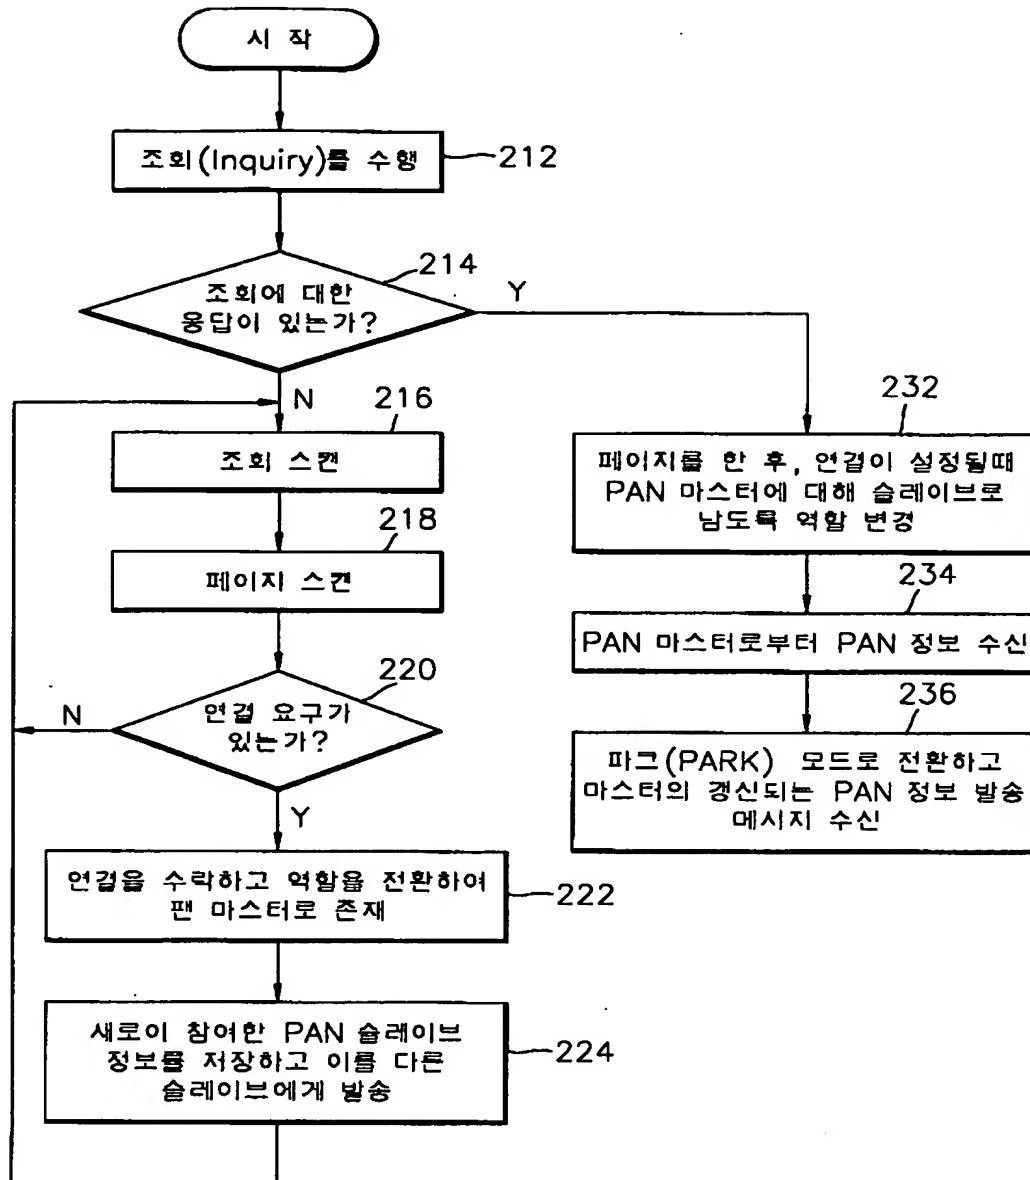 시 작
조회(Inquiry)를 수행
212
214
조회에 대한
응답이 있는가?
Y
N
216
조회 스캔
218
페이지 스캔
220
연결 요구가
있는가?
N
Y
연결을 수락하고 역할을 전환하여
팬 마스터로 존재
222
새로이 참여한 PAN 슬레이브
정보를 저장하고 이를 다른
슬레이브에게 발송
224
232
페이지를 한 후, 연결이 설정될때
PAN 마스터에 대해 슬레이브로
남도록 역할 변경
234
PAN 마스터로부터 PAN 정보 수신
236
파크(PARK) 모드로 전환하고
마스터의 갱신되는 PAN 정보 발송
메시지 수신